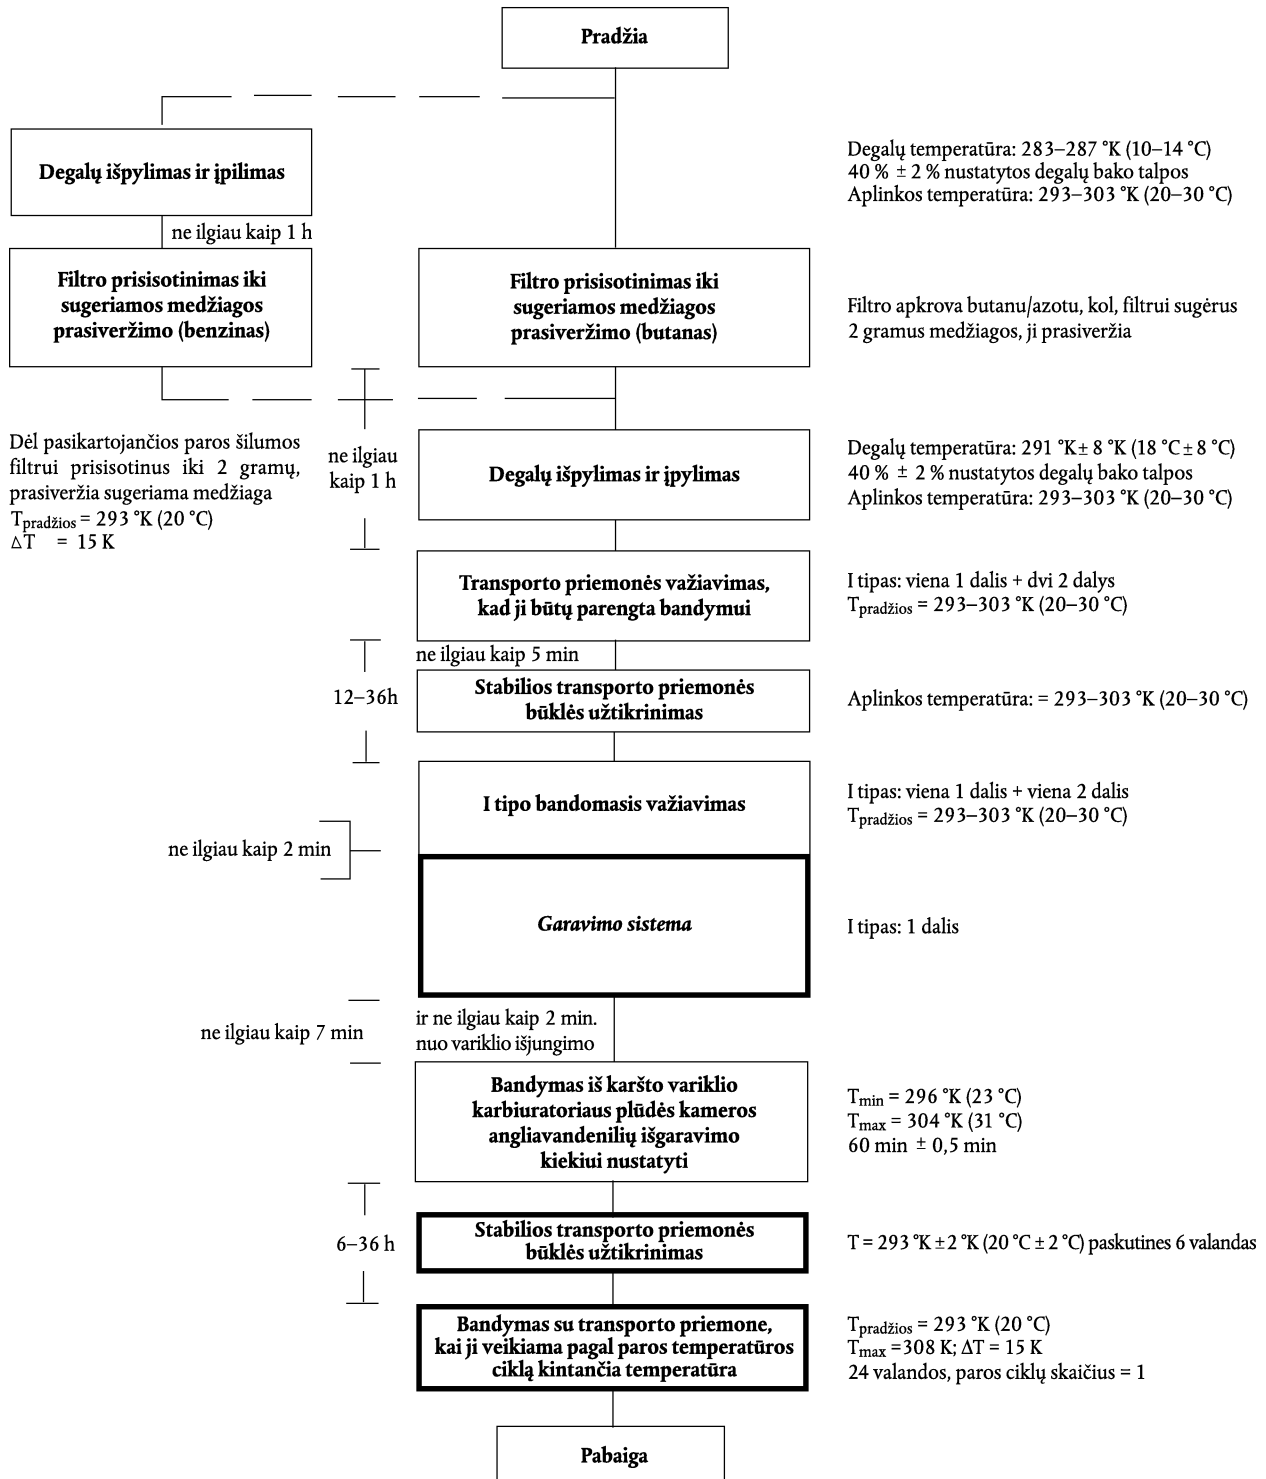 Pradžia
Degalų išpylimas ir įpilimas
Degalų temperatūra: 283–287 °K (10–14 °C)
40 % ± 2 % nustatytos degalų bako talpos
Aplinkos temperatūra: 293–303 °K (20–30 °C)
ne ilgiau kaip 1 h
Filtro prisisotinimas iki
sugeriamos medžiagos
prasiveržimo (benzinas)
Filtro prisisotinimas iki
sugeriamos medžiagos
prasiveržimo (butanas)
Filtro apkrova butanu/azotu, kol, filtrui sugėrus
2 gramus medžiagos, ji prasiveržia
Dėl pasikartojančios paros šilumos
filtrui prisisotinus iki 2 gramų,
prasiveržia sugeriama medžiaga
Tpradžios = 293 °K (20 °C)
ΔT = 15 K
ne ilgiau
kaip 1 h
Degalų išpylimas ir įpylimas
Degalų temperatūra: 291 °K± 8 °K (18 °C ± 8 °C)
40 % ± 2 % nustatytos degalų bako talpos
Aplinkos temperatūra: 293–303 °K (20–30 °C)
Transporto priemonės važiavimas,
kad ji būtų parengta bandymui
I tipas: viena 1 dalis + dvi 2 dalys
Tpradžios = 293–303 °K (20–30 °C)
ne ilgiau kaip 5 min
12–36h
Stabilios transporto priemonės
būklės užtikrinimas
Aplinkos temperatūra: = 293–303 °K (20–30 °C)
I tipo bandomasis važiavimas
I tipas: viena 1 dalis + viena 2 dalis
Tpradžios = 293–303 °K (20–30 °C)
ne ilgiau kaip 2 min
Garavimo sistema
I tipas: 1 dalis
ne ilgiau kaip 7 min
ir ne ilgiau kaip 2 min.
nuo variklio išjungimo
Bandymas iš karšto variklio
karbiuratoriaus plūdės kameros
angliavandenilių išgaravimo
kiekiui nustatyti
Tmin = 296 °K (23 °C)
Tmax = 304 °K (31 °C)
60 min ± 0,5 min
6–36 h
Stabilios transporto priemonės
būklės užtikrinimas
T = 293 °K ± 2 °K (20 °C ± 2 °C) paskutines 6 valandas
Bandymas su transporto priemone,
kai ji veikiama pagal paros temperatūros
ciklą kintančia temperatūra
Tpradžios = 293 °K (20 °C)
Tmax =308 K; ΔT = 15 K
24 valandos, paros ciklų skaičius = 1
Pabaiga